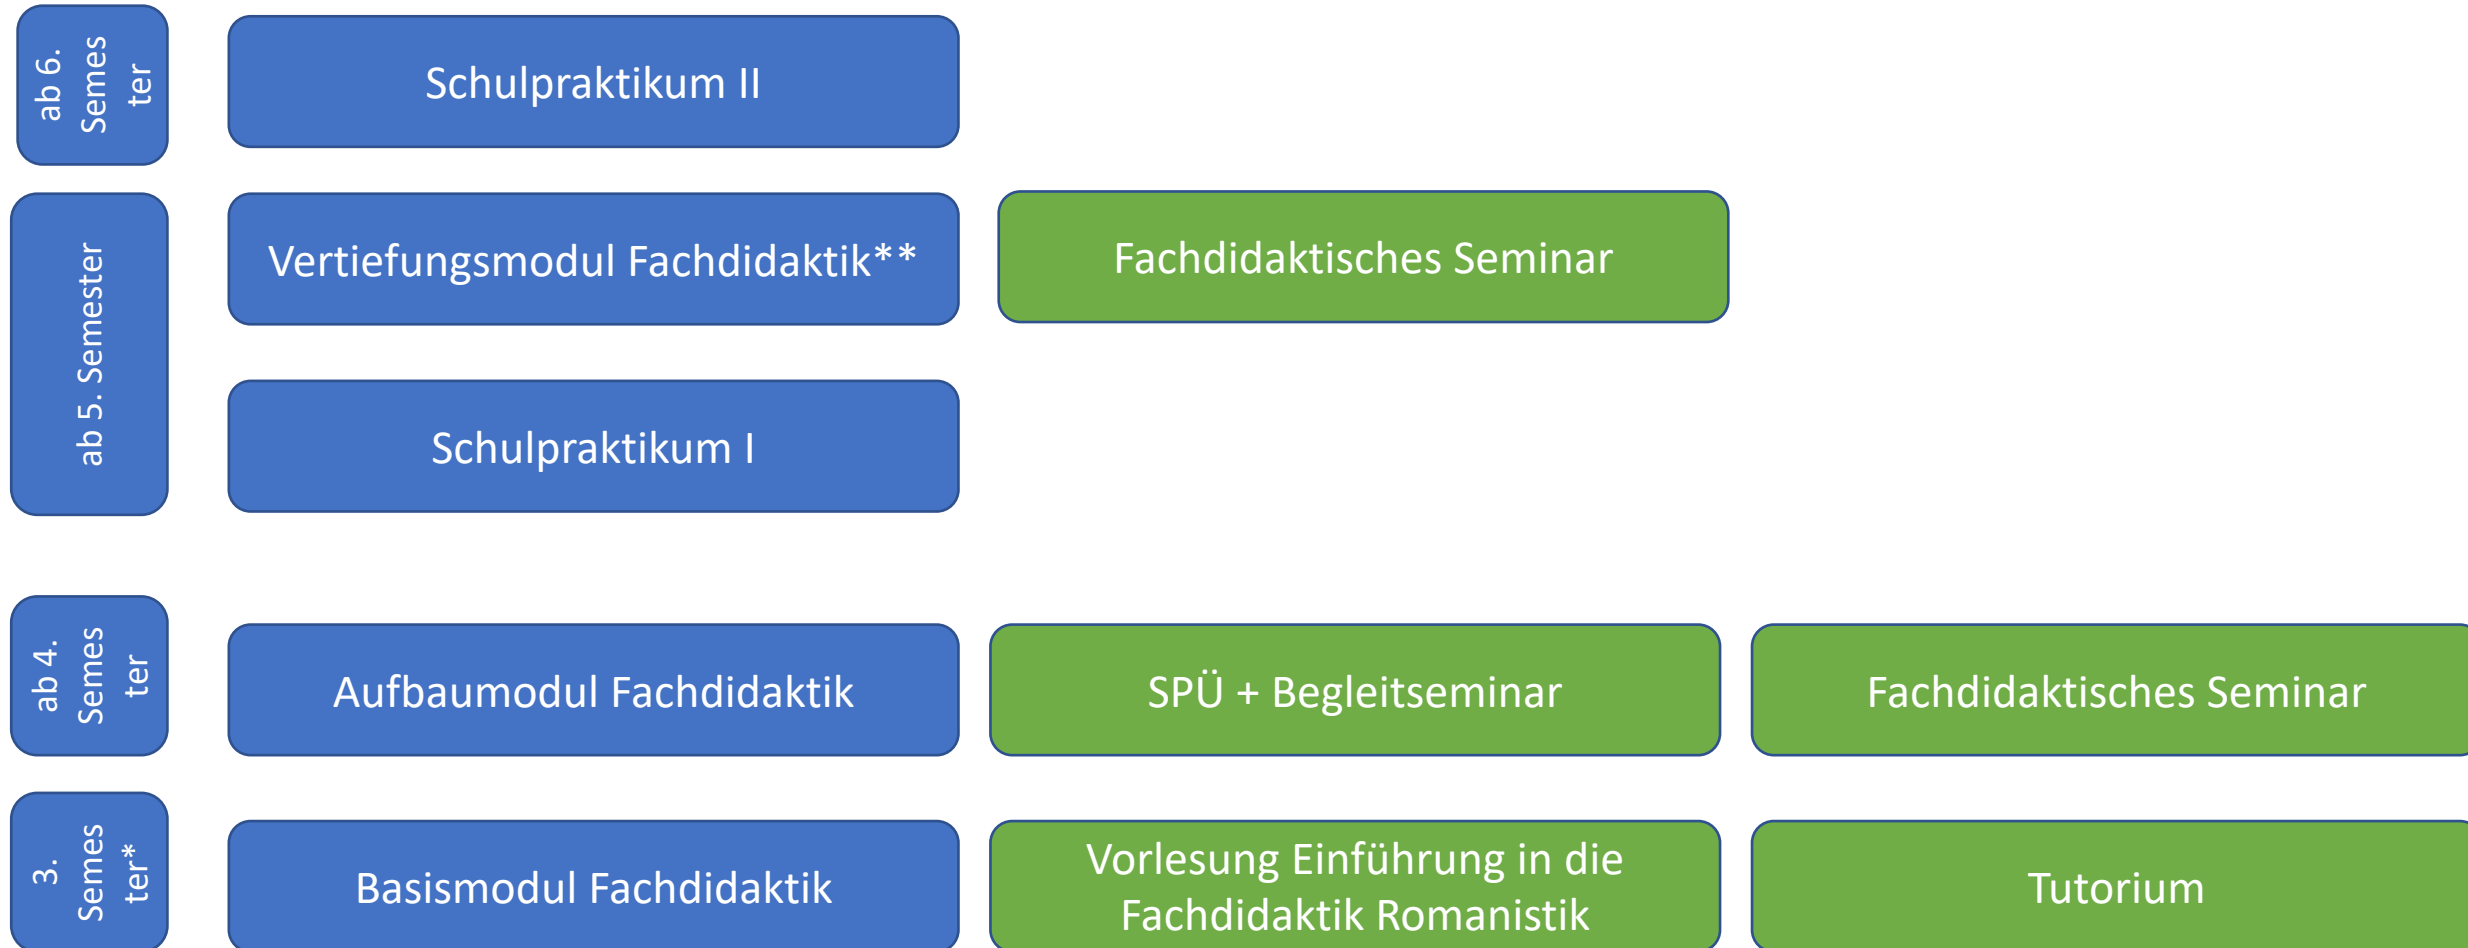 ab 6.
Semes
ter
Schulpraktikum II
ab 5. Semester
Vertiefungsmodul Fachdidaktik**
Fachdidaktisches Seminar
Schulpraktikum I
ab 4.
Semes
ter
Aufbaumodul Fachdidaktik
SPÜ + Begleitseminar
Fachdidaktisches Seminar
3.
Semes
ter*
Basismodul Fachdidaktik
Vorlesung Einführung in die
Fachdidaktik Romanistik
Tutorium